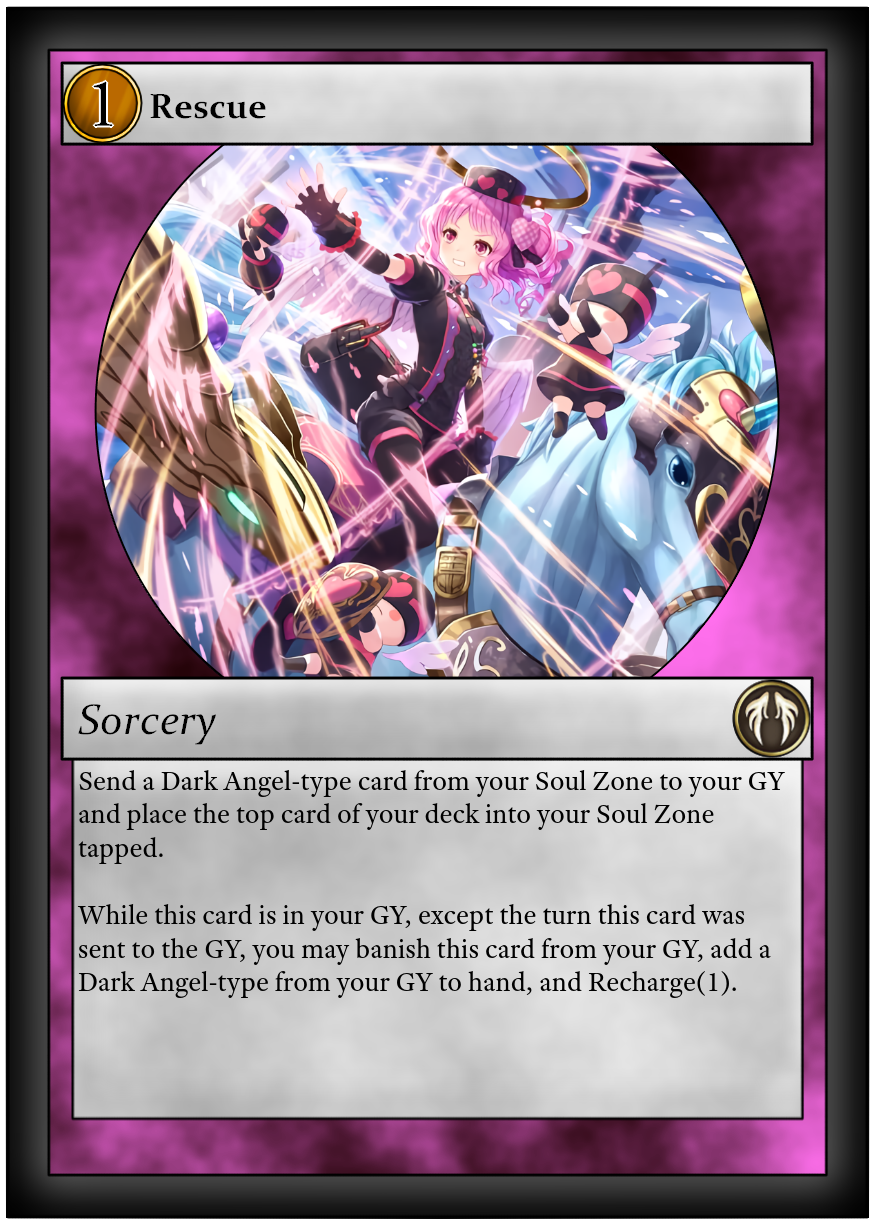 1
Rescue
Sorcery
Send a Dark Angel-type card from your Soul Zone to your GY
and place the top card of your deck into your Soul Zone
tapped.
While this card is in your GY, except the turn this card was
sent to the GY, you may banish this card from your GY, add a
Dark Angel-type from your GY to hand, and Recharge(1).